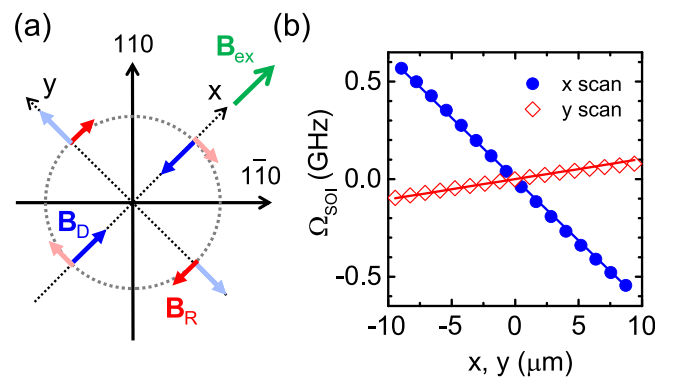 (a)
110
B_ex
y
x
11̄0
B_D
B_R
(b)
x scan
y scan
Ω_SOI (GHz)
0.5
0.0
-0.5
-10 -5 0 5 10
x, y (μm)